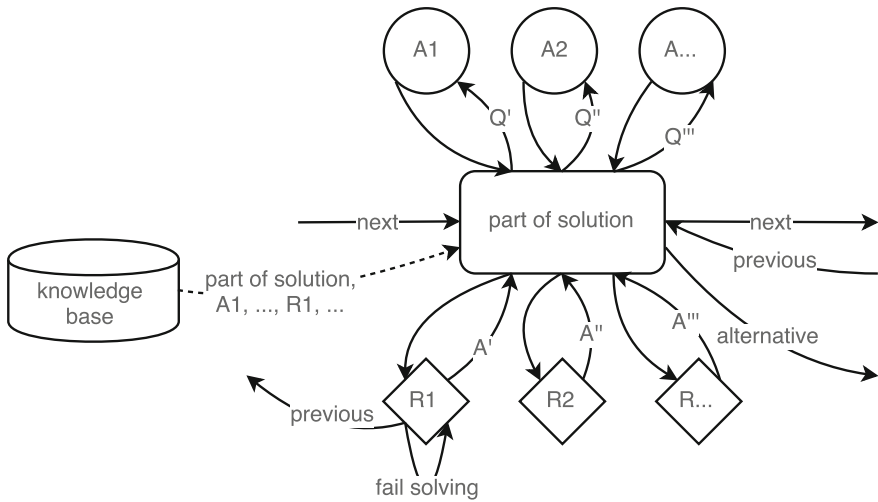 A1
A2
A...
Q'
Q''
Q'''
next
part of solution
next
previous
knowledge
base
part of solution,
A1, ..., R1, ...
A'
A''
A'''
alternative
R1
R2
R...
previous
fail solving